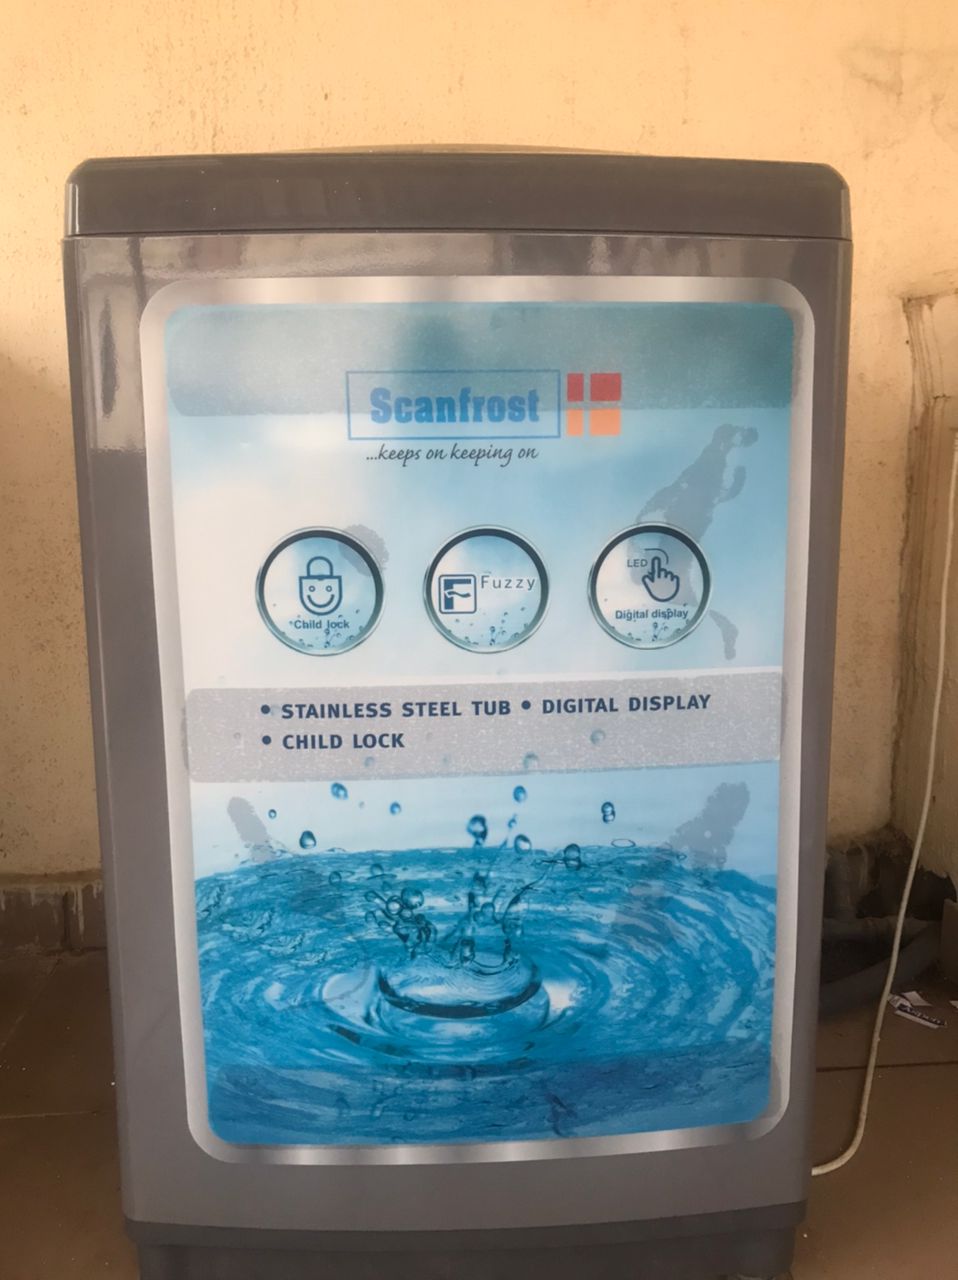 Scanfrost
...keeps on keeping on
Child lock
Fuzzy
LED
Digital display
• STAINLESS STEEL TUB • DIGITAL DISPLAY
• CHILD LOCK